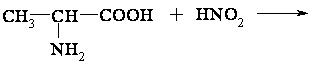 CH₃—CH—COOH + HNO₂ ⟶
NH₂